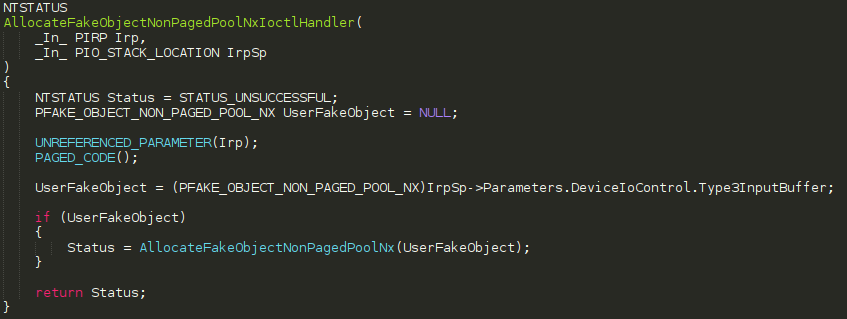 NTSTATUS
AllocateFakeObjectNonPagedPoolNxIoctlHandler(
    _In_ PIRP Irp,
    _In_ PIO_STACK_LOCATION IrpSp
)
{
    NTSTATUS Status = STATUS_UNSUCCESSFUL;
    PFAKE_OBJECT_NON_PAGED_POOL_NX UserFakeObject = NULL;

    UNREFERENCED_PARAMETER(Irp);
    PAGED_CODE();

    UserFakeObject = (PFAKE_OBJECT_NON_PAGED_POOL_NX)IrpSp->Parameters.DeviceIoControl.Type3InputBuffer;

    if (UserFakeObject)
    {
        Status = AllocateFakeObjectNonPagedPoolNx(UserFakeObject);
    }

    return Status;
}